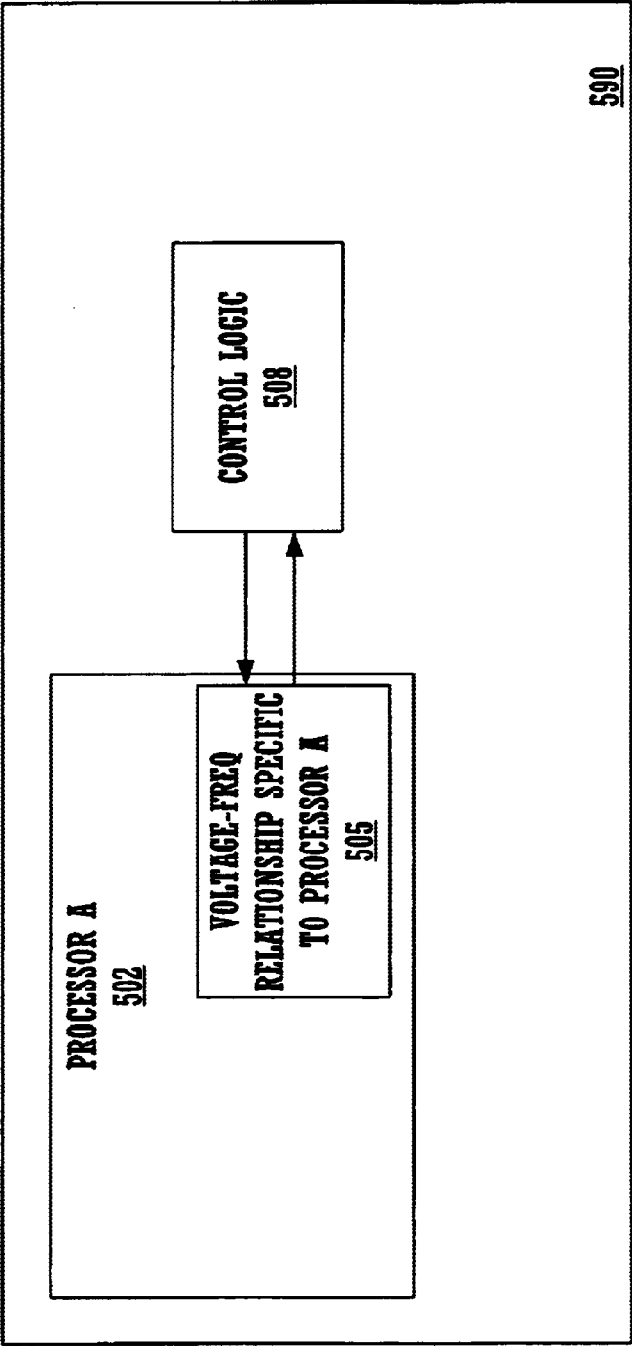 PROCESSOR A
502
VOLTAGE-FREQ
RELATIONSHIP SPECIFIC
TO PROCESSOR A
505
CONTROL LOGIC
508
590